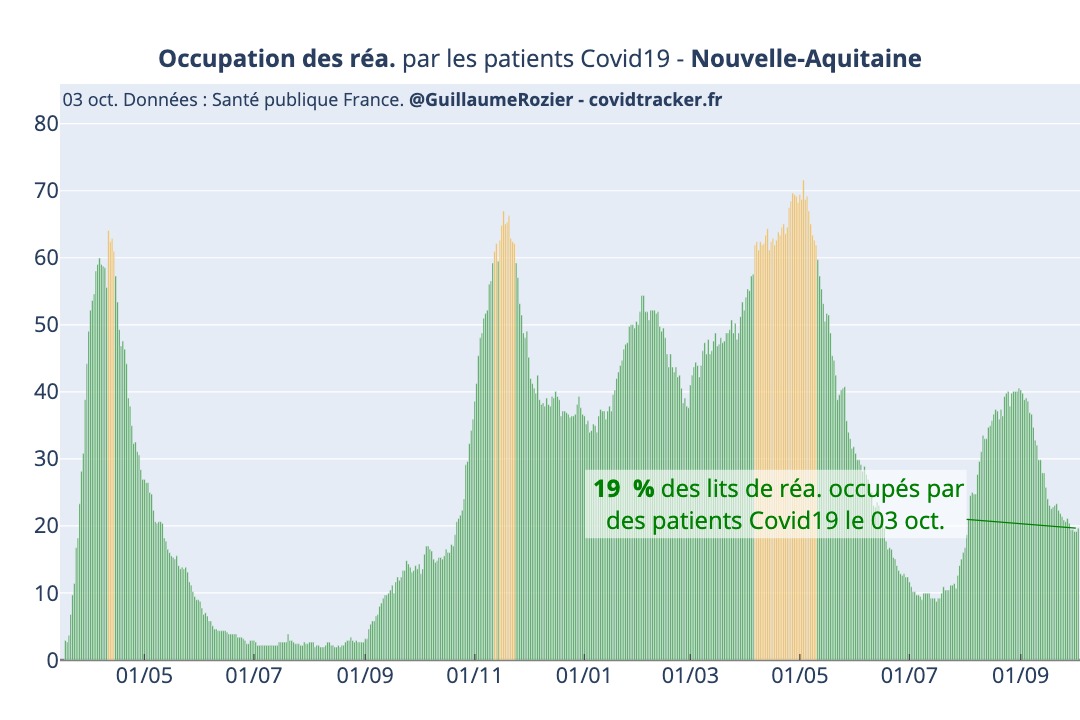 Occupation des réa. par les patients Covid19 - Nouvelle-Aquitaine
03 oct. Données : Santé publique France. @GuillaumeRozier - covidtracker.fr
80
70
60
50
40
30
20
10
0
19 % des lits de réa. occupés par
des patients Covid19 le 03 oct.
01/05 01/07 01/09 01/11 01/01 01/03 01/05 01/07 01/09